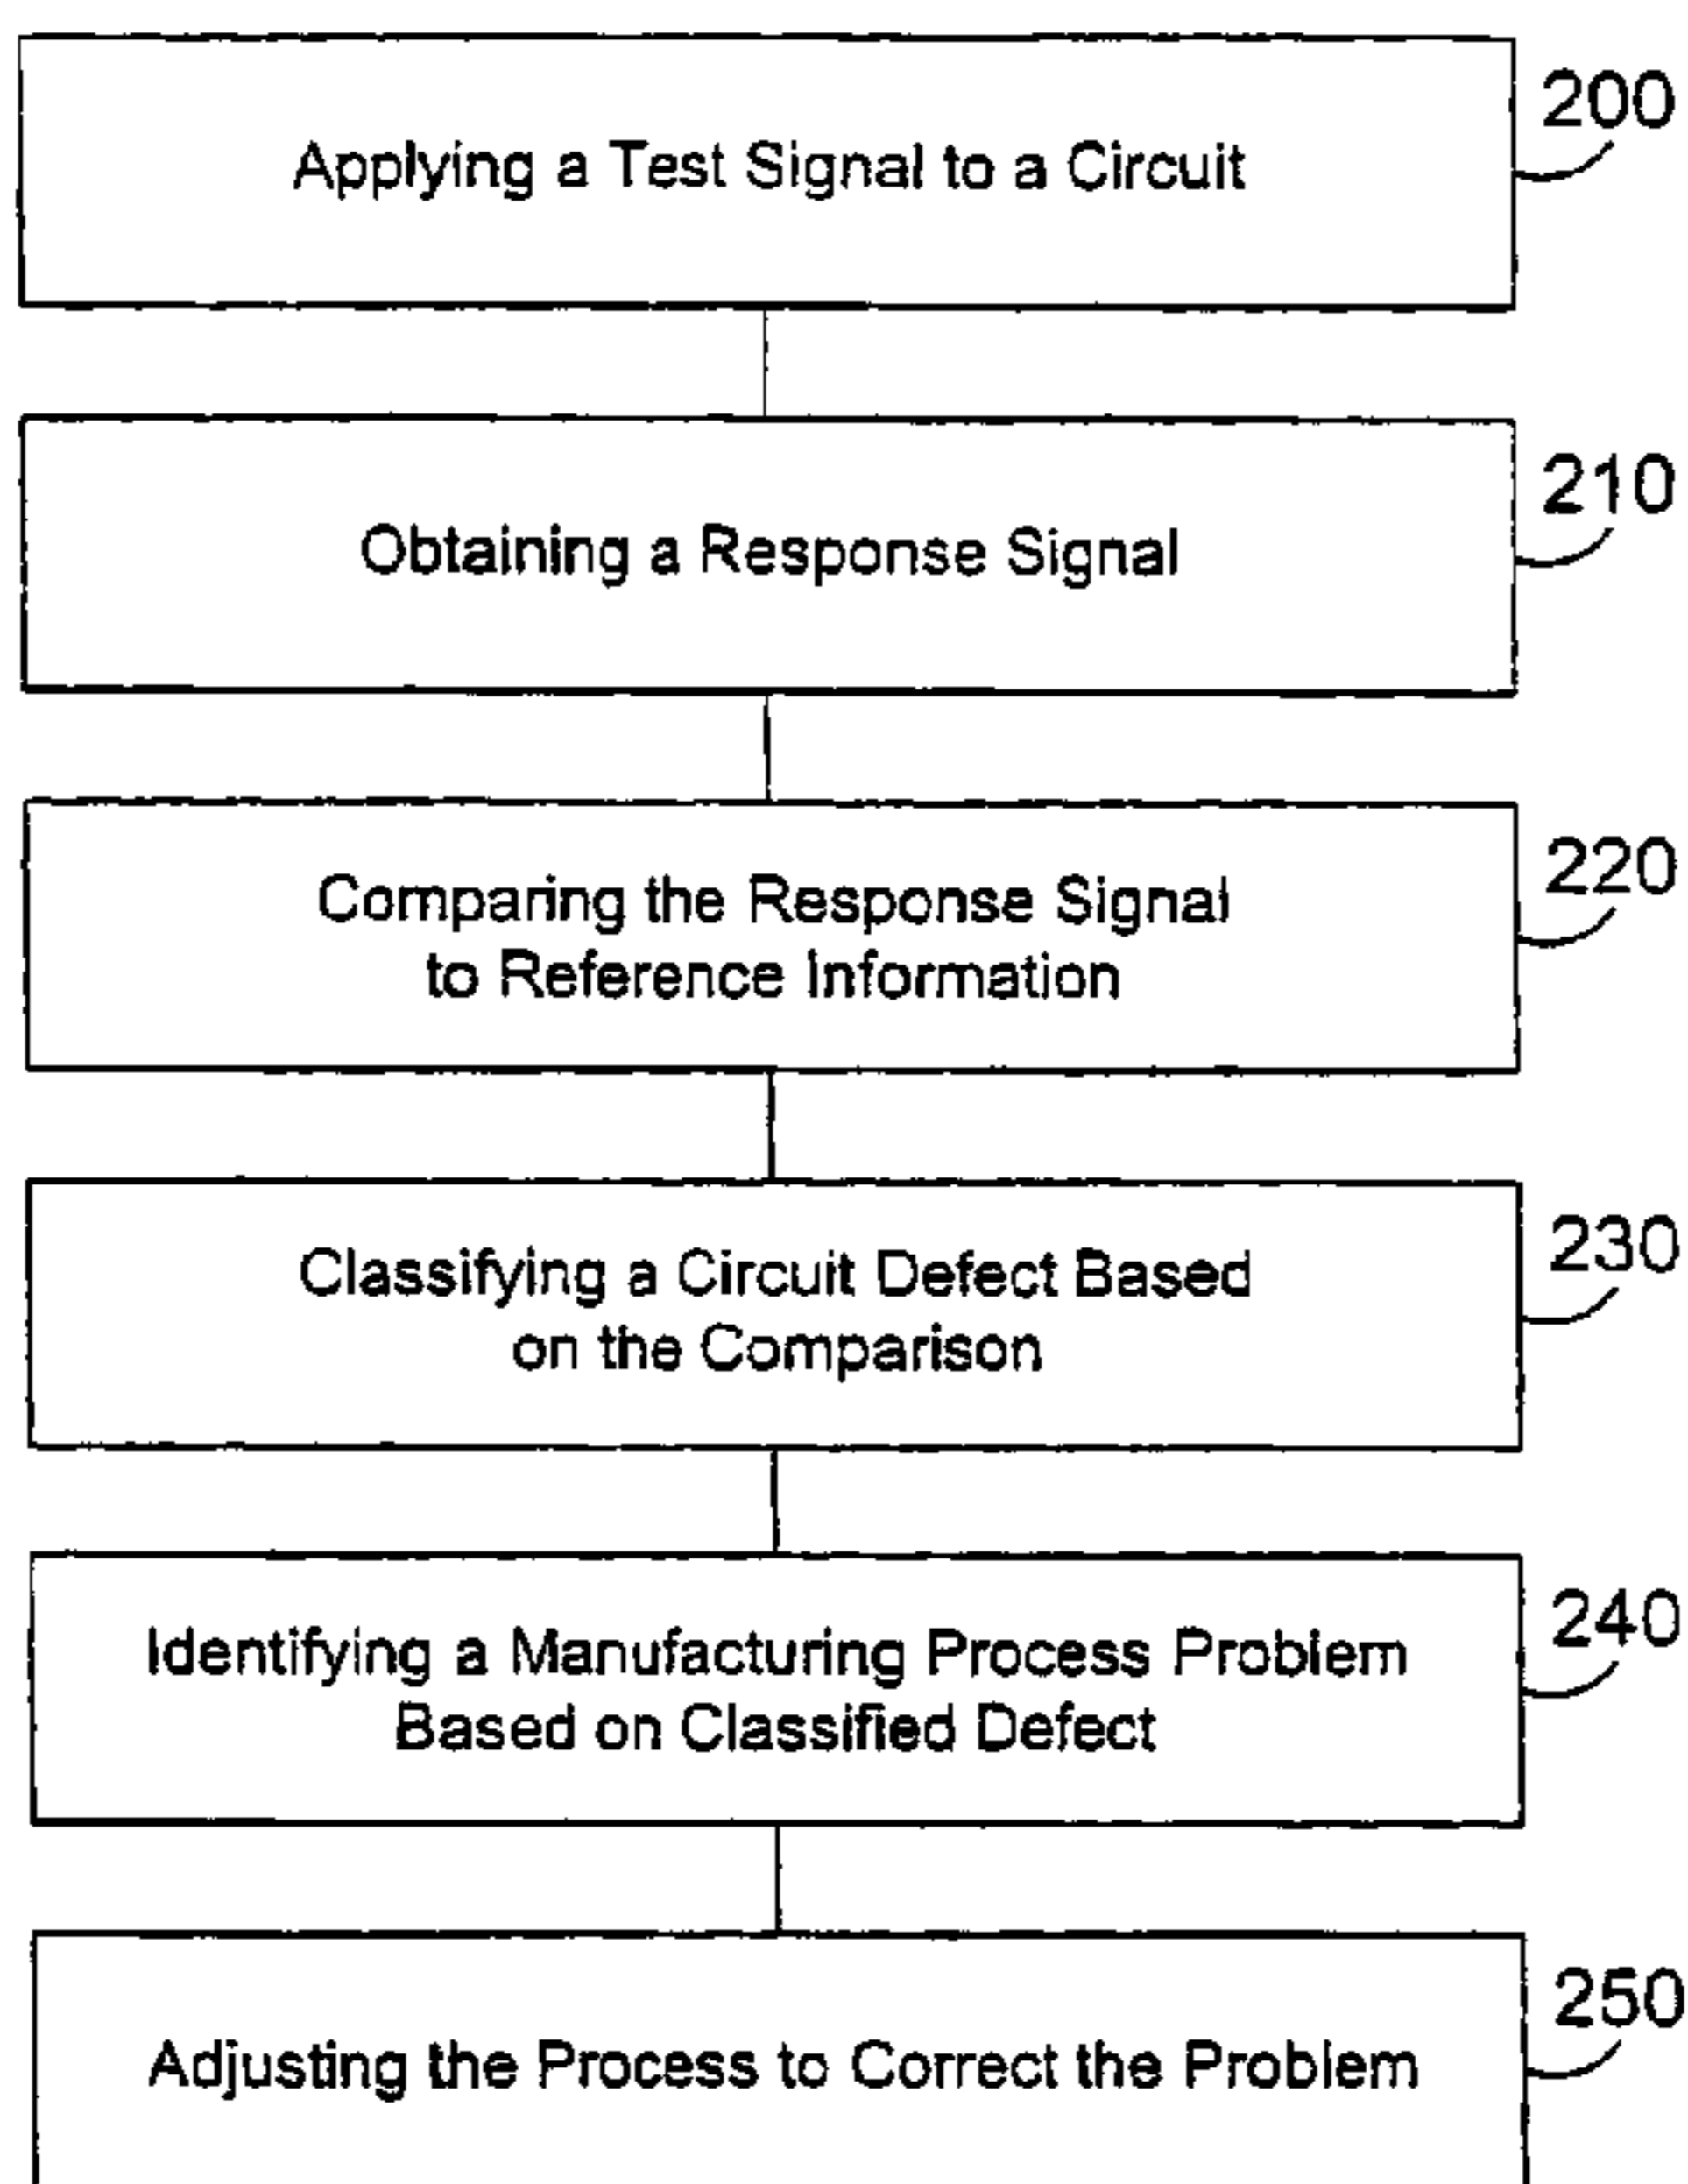 200
Applying a Test Signal to a Circuit
210
Obtaining a Response Signal
220
Comparing the Response Signal
to Reference Information
230
Classifying a Circuit Defect Based
on the Comparison
240
Identifying a Manufacturing Process Problem
Based on Classified Defect
250
Adjusting the Process to Correct the Problem